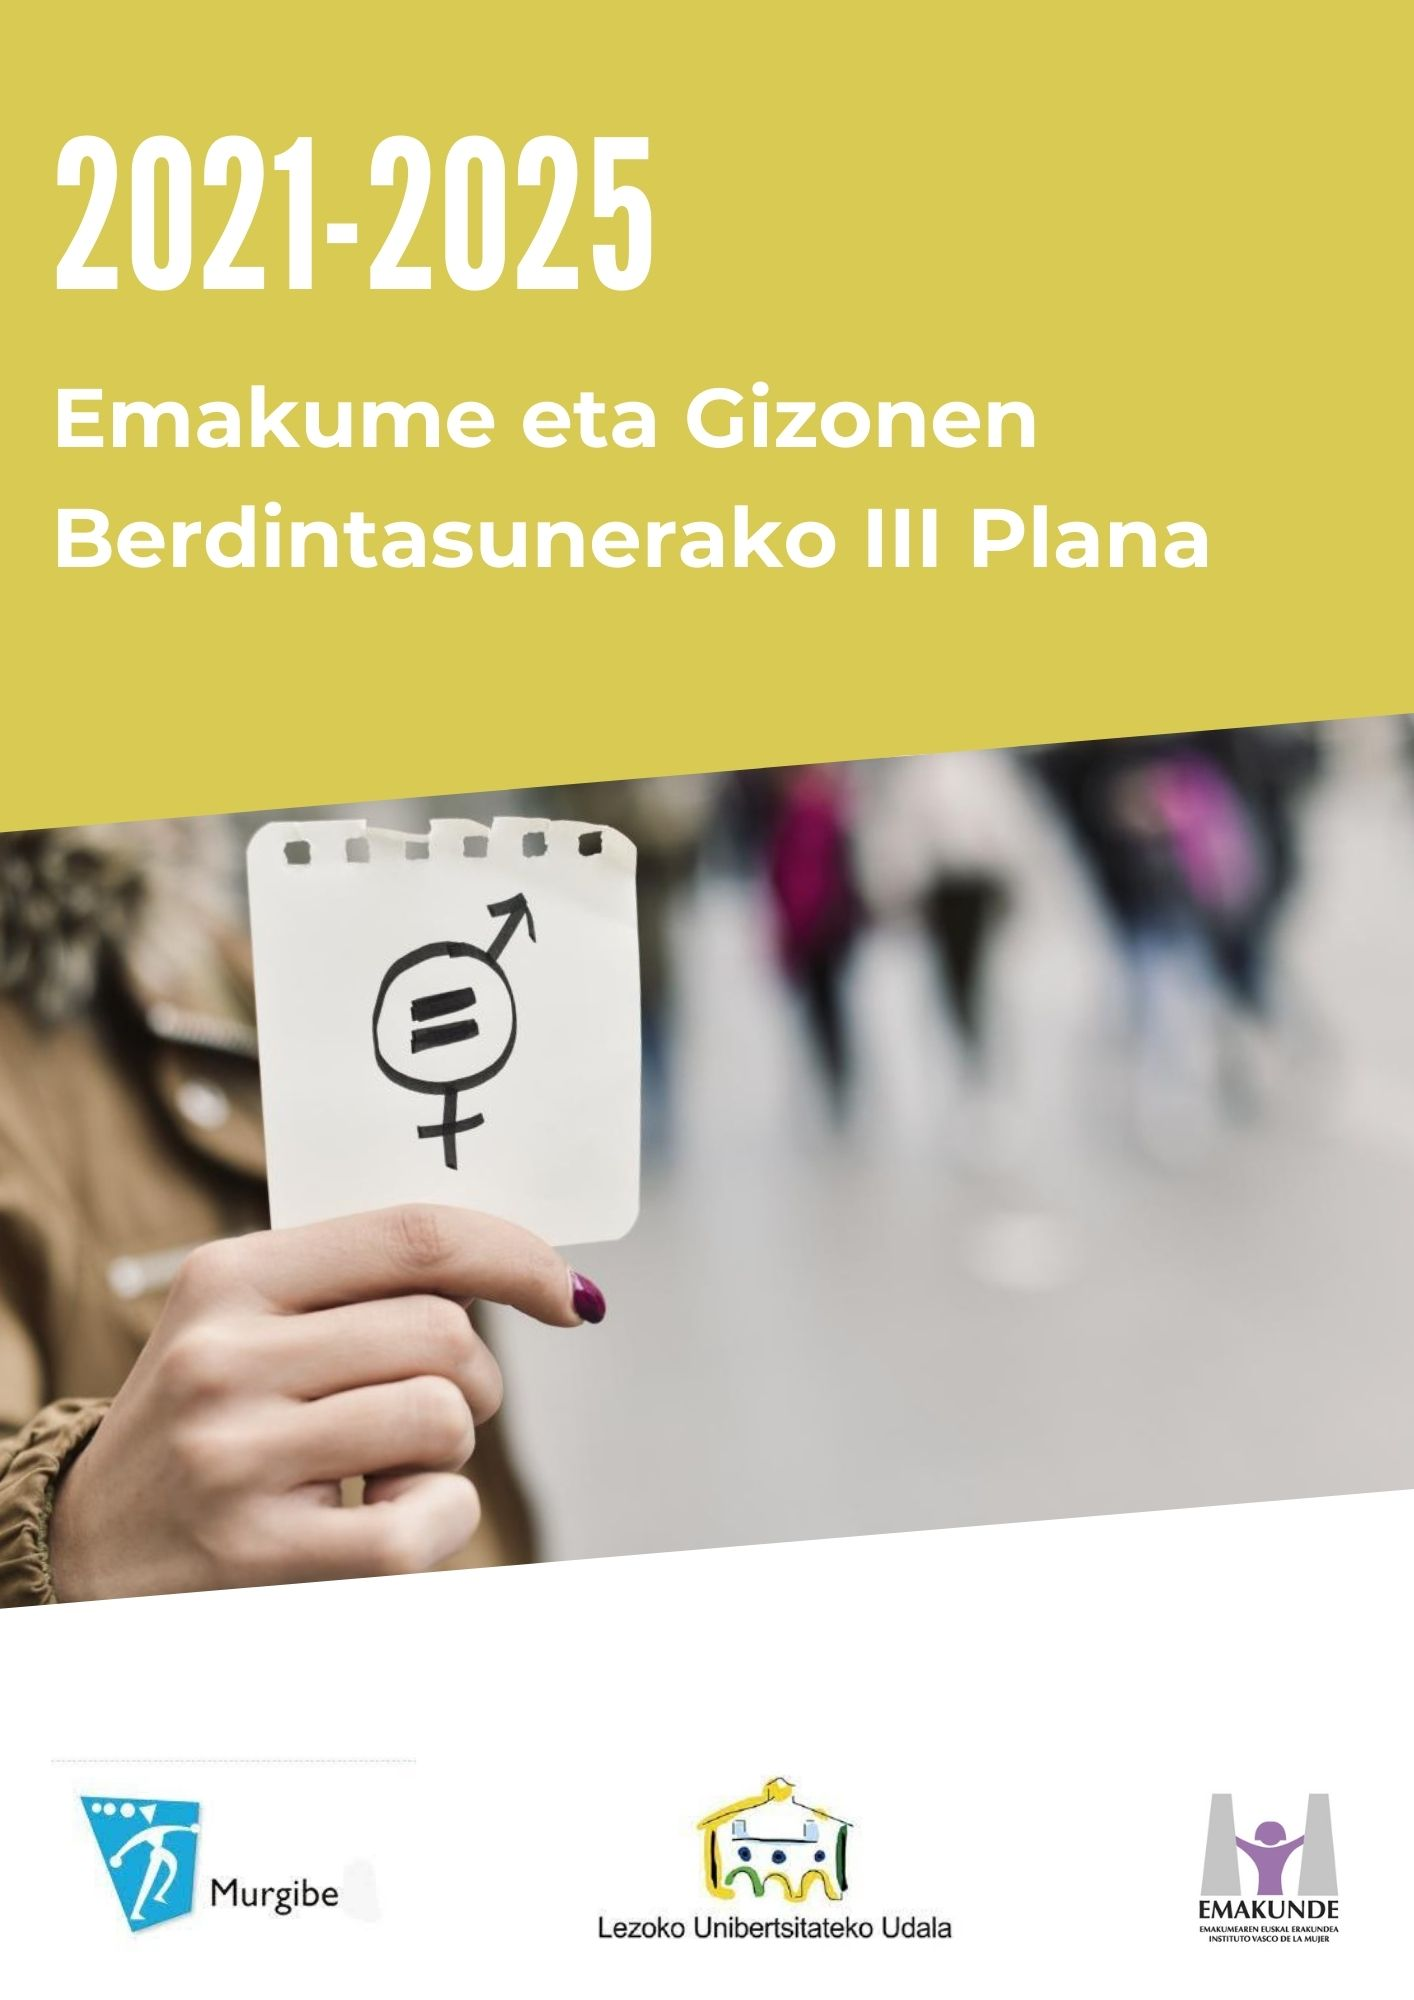 2021-2025
Emakume eta Gizonen
Berdintasunerako III Plana
Murgibe
Lezoko Unibertsitateko Udala
EMAKUNDE
EMAKUMEAREN EUSKAL ERAKUNDEA
INSTITUTO VASCO DE LA MUJER